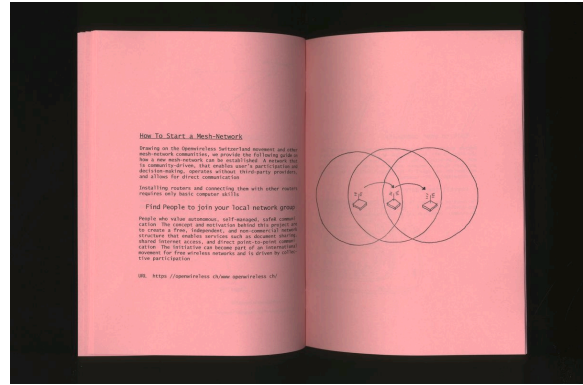 How To Start a Mesh-Network
Drawing on the Openwireless Switzerland movement and other
mesh-network communities, we provide the following guide on
how a new mesh-network can be established. A network that
is community-driven, that enables user's participation and
decision-making, operates without third-party providers,
and allows for direct communication
Installing routers and connecting them with other routers
requires only basic computer skills
Find People to join your local network group
People who value autonomous, self-managed, safe& communi-
cation The concept and motivation behind this project are
to create a free, independent, and non-commercial network
structure that enables services such as document sharing,
shared internet access, and direct point-to-point communi-
cation The initiative can become part of an international
movement for free wireless networks and is driven by collec-
tive participation
URL https //openwireless ch/www openwireless ch/